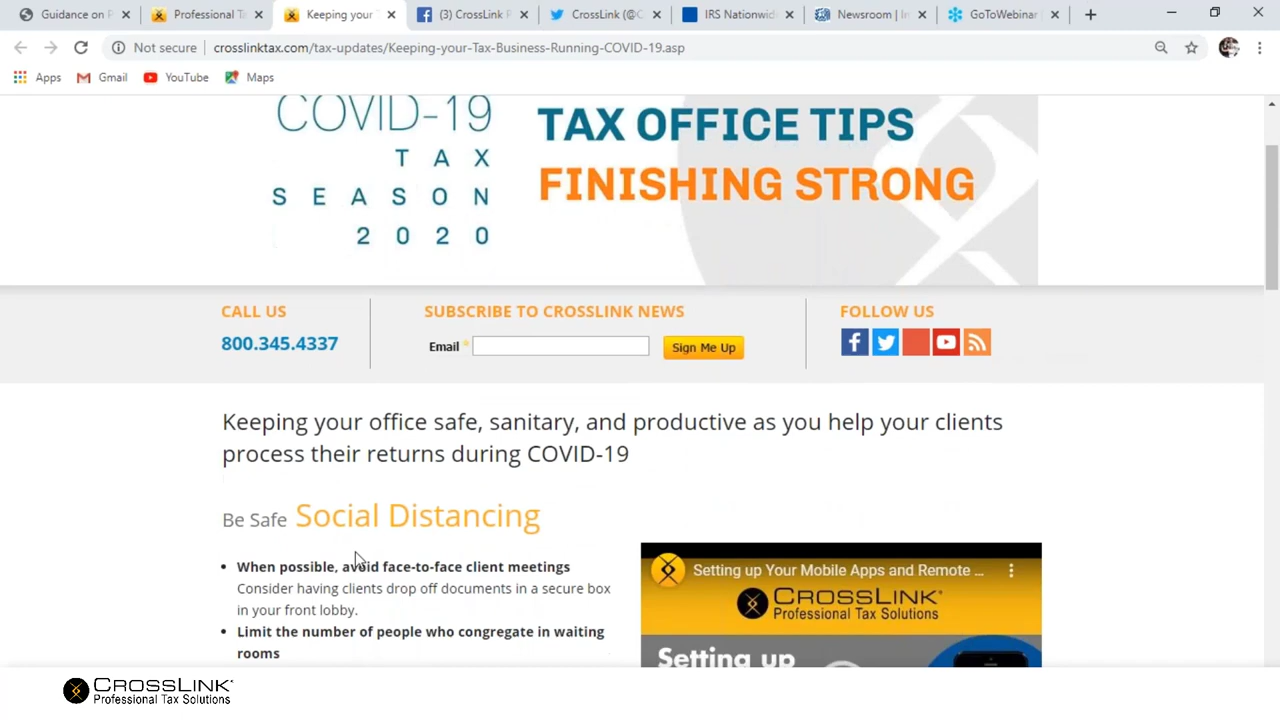 Guidance on P
Professional Ta
Keeping your T
(3) CrossLink P
CrossLink (@C
IRS Nationwid
Newsroom | In
GoToWebinar
Not secure crosslinktax.com/tax-updates/Keeping-your-Tax-Business-Running-COVID-19.asp
Apps Gmail YouTube Maps
COVID-19
TAX
SEASON
2020
TAX OFFICE TIPS
FINISHING STRONG
CALL US
800.345.4337
SUBSCRIBE TO CROSSLINK NEWS
Email * Sign Me Up
FOLLOW US
Keeping your office safe, sanitary, and productive as you help your clients
process their returns during COVID-19
Be Safe Social Distancing
• When possible, avoid face-to-face client meetings
Consider having clients drop off documents in a secure box
in your front lobby.
• Limit the number of people who congregate in waiting
rooms
Setting up Your Mobile Apps and Remote ...
CROSSLINK
Professional Tax Solutions
Setting up
CROSSLINK
Professional Tax Solutions